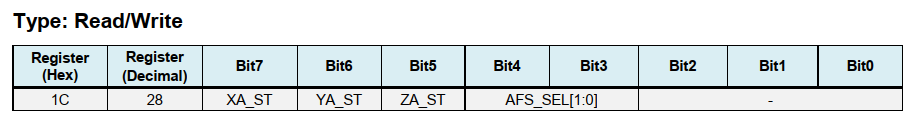 Type: Read/Write
Register (Hex) Register (Decimal) Bit7 Bit6 Bit5 Bit4 Bit3 Bit2 Bit1 Bit0
1C 28 XA_ST YA_ST ZA_ST AFS_SEL[1:0] -